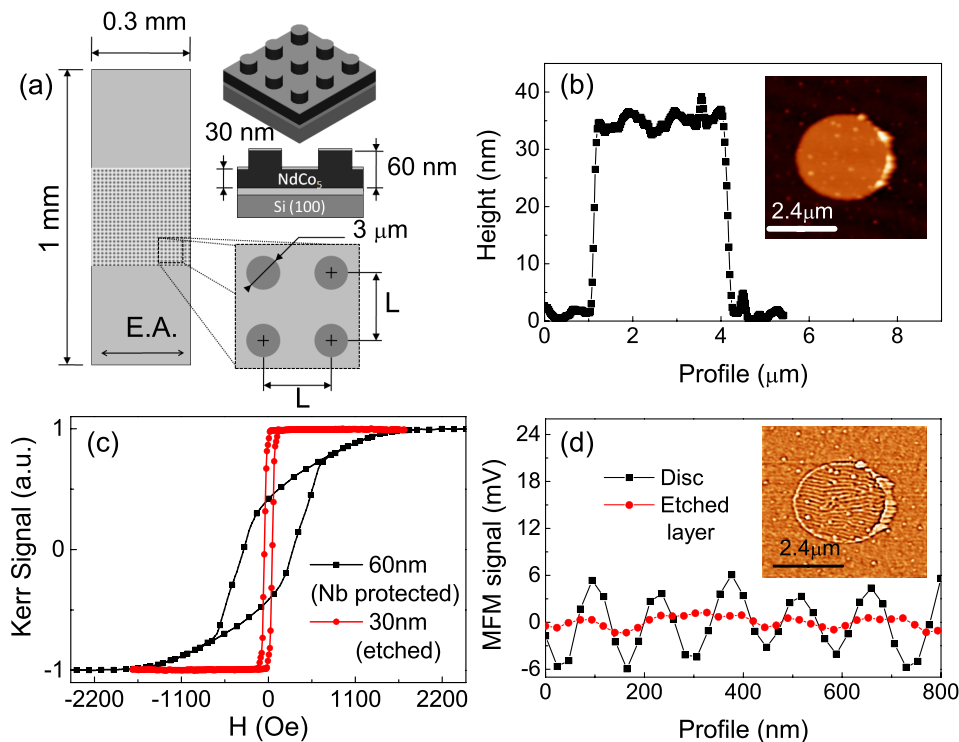 (a)
0.3 mm
1 mm
E.A.
30 nm
60 nm
NdCo5
Si (100)
3 μm
L
L
(b)
Height (nm)
40
30
20
10
0
2.4μm
0 2 4 6 8
Profile (μm)
(c)
Kerr Signal (a.u.)
1
0
-1
60nm
(Nb protected)
30nm
(etched)
-2200 -1100 0 1100 2200
H (Oe)
(d)
MFM signal (mV)
24
18
12
6
0
-6
Disc
Etched
layer
2.4μm
0 200 400 600 800
Profile (nm)